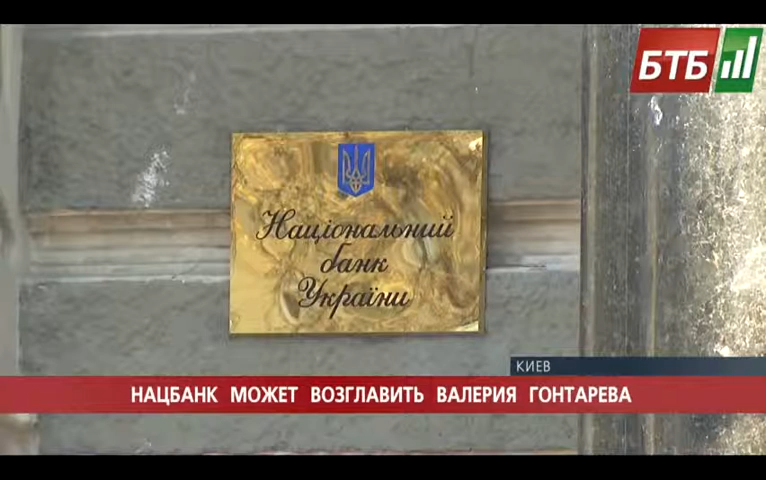 БТБ
Національний
банк
України
КИЕВ
НАЦБАНК МОЖЕТ ВОЗГЛАВИТЬ ВАЛЕРИЯ ГОНТАРЕВА